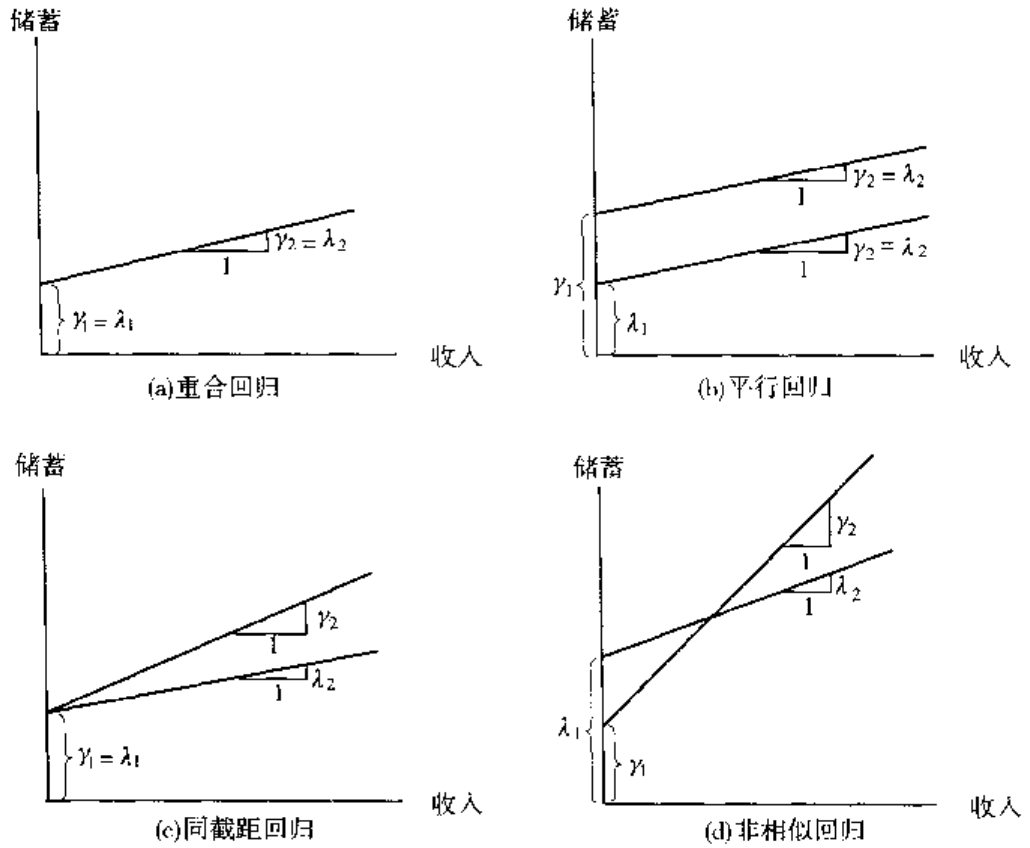 储蓄
γ₂ = λ₂
1
γ₁ = λ₁
收入
(a)重合回归
储蓄
γ₂ = λ₂
1
γ₂ = λ₂
1
γ₁
λ₁
收入
(b)平行回归
储蓄
γ₂
1
λ₂
1
γ₁ = λ₁
收入
(c)同截距回归
储蓄
γ₂
1
λ₂
1
λ₁
γ₁
收入
(d)非相似回归